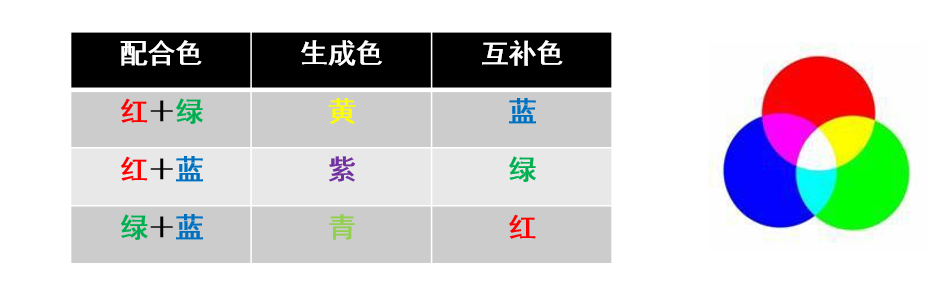 配合色 生成色 互补色
红+绿 黄 蓝
红+蓝 紫 绿
绿+蓝 青 红